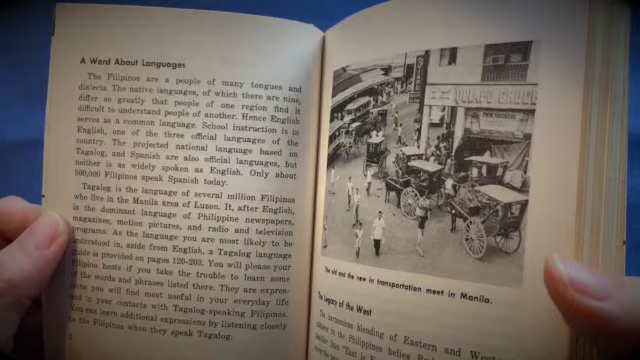 A Word About Languages
The Filipinos are a people of many tongues and
dialects. The native languages, of which there are nine,
differ so greatly that people of one region find it
difficult to understand people of another. Hence English
serves as a common language. School instruction is in
English, one of the three official languages of the
country. The projected national language based on
Tagalog, and Spanish are also official languages, but
neither is as widely spoken as English. Only about
500,000 Filipinos speak Spanish today.
Tagalog is the language of several million Filipinos
who live in the Manila area of Luzon. It, after English,
is the dominant language of Philippine newspapers,
magazines, motion pictures, and radio and television
programs. As the language you are most likely to be
understood in, aside from English, a Tagalog language
guide is provided on pages 120-203. You will please your
Filipino hosts if you take the trouble to learn some
of the words and phrases listed there. They are expres-
sions you will find most useful in your everyday life
and in your contacts with Tagalog-speaking Filipinos.
You can learn additional expressions by listening closely
to the Filipinos when they speak Tagalog.
QUIAPO
The old and the new in transportation meet in Manila.
The Legacy of the West
The harmonious blending of Eastern and
in the Philippines belies
"East is